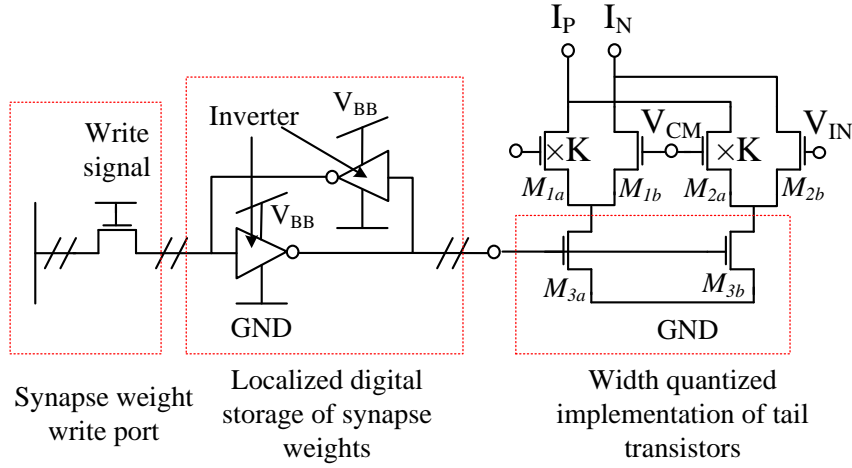 I_P I_N
Inverter
V_BB
Write
signal
V_CM
V_IN
×K
×K
M_1a
M_1b
M_2a
M_2b
V_BB
M_3a
M_3b
GND
GND
Synapse weight
write port
Localized digital
storage of synapse
weights
Width quantized
implementation of tail
transistors